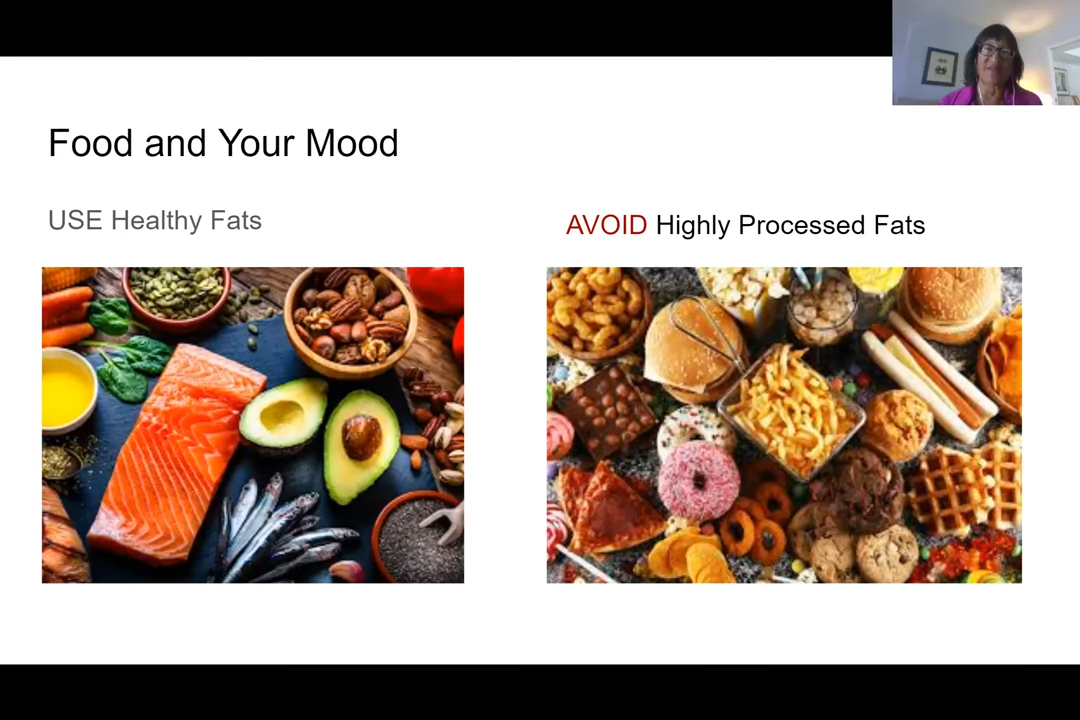 Food and Your Mood
USE Healthy Fats
AVOID Highly Processed Fats